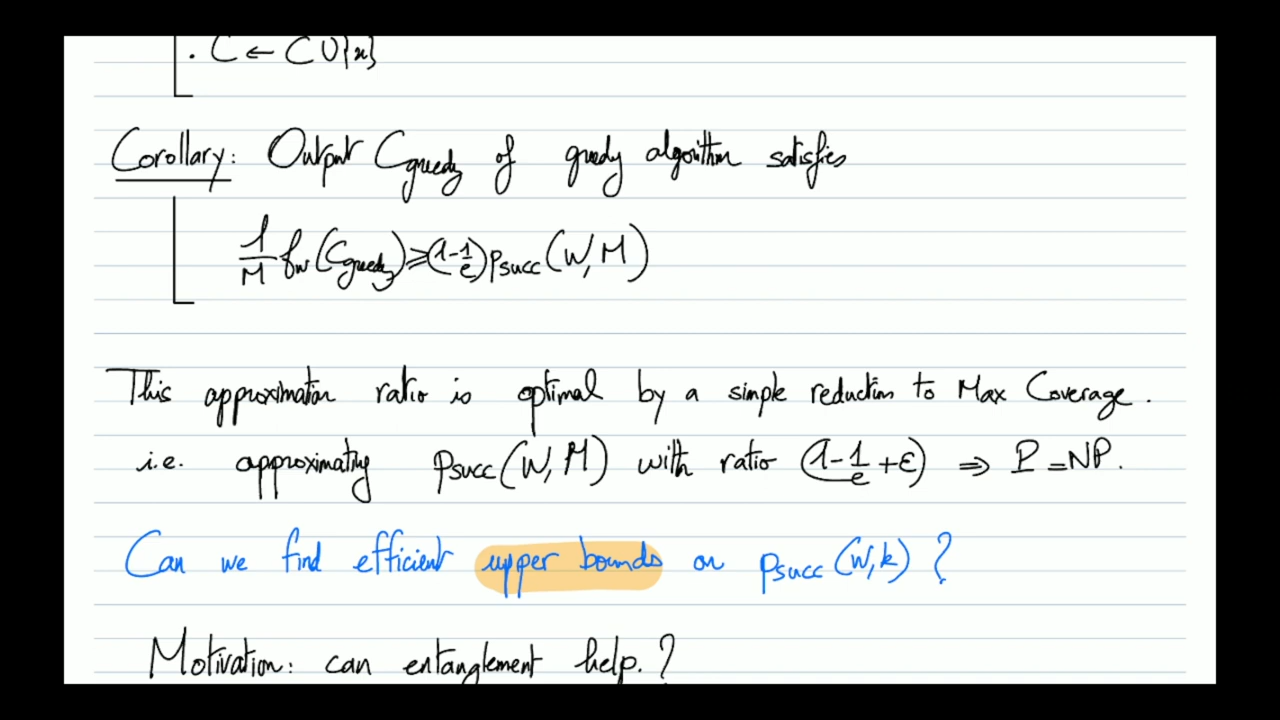 . C ← C ∪ {x}
Corollary: Output C_greedy of greedy algorithm satisfies
1/M f_W(C_greedy) ⩾ (1-1/e) p_succ(W, M)
This approximation ratio is optimal by a simple reduction to Max Coverage.
i.e. approximating p_succ(W, M) with ratio (1-1/e+ε) ⇒ P=NP.
Can we find efficient upper bounds on p_succ(W,k)?
Motivation: can entanglement help.?